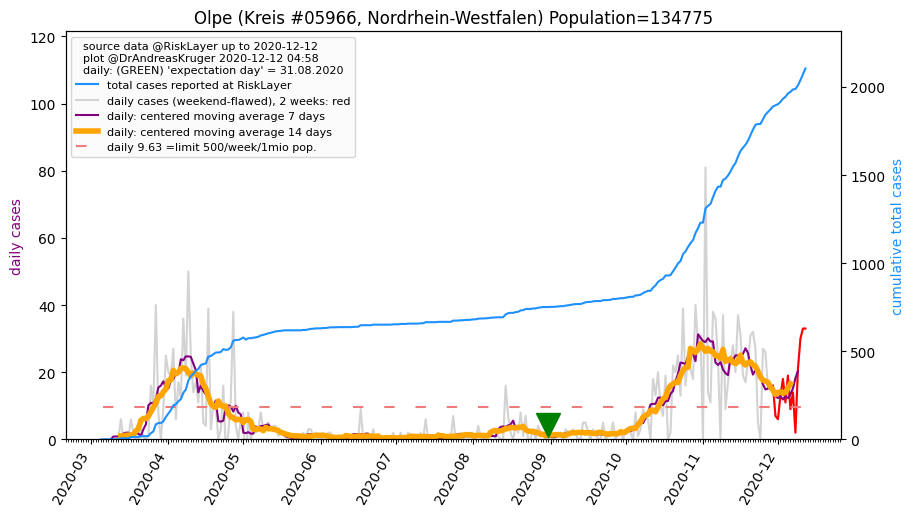 Olpe (Kreis #05966, Nordrhein-Westfalen) Population=134775
source data @RiskLayer up to 2020-12-12
plot @DrAndreasKruger 2020-12-12 04:58
daily: (GREEN) 'expectation day' = 31.08.2020
total cases reported at RiskLayer
daily cases (weekend-flawed), 2 weeks: red
daily: centered moving average 7 days
daily: centered moving average 14 days
daily 9.63 =limit 500/week/1mio pop.
daily cases
120
100
80
60
40
20
0
cumulative total cases
2000
1500
1000
500
0
2020-03
2020-04
2020-05
2020-06
2020-07
2020-08
2020-09
2020-10
2020-11
2020-12